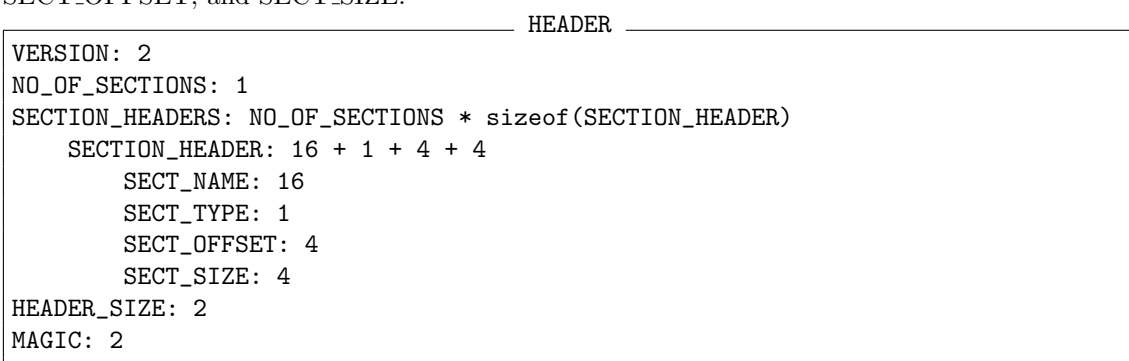 SECT_OFFSET, and SECT_SIZE.
HEADER
VERSION: 2
NO_OF_SECTIONS: 1
SECTION_HEADERS: NO_OF_SECTIONS * sizeof(SECTION_HEADER)
SECTION_HEADER: 16 + 1 + 4 + 4
SECT_NAME: 16
SECT_TYPE: 1
SECT_OFFSET: 4
SECT_SIZE: 4
HEADER_SIZE: 2
MAGIC: 2